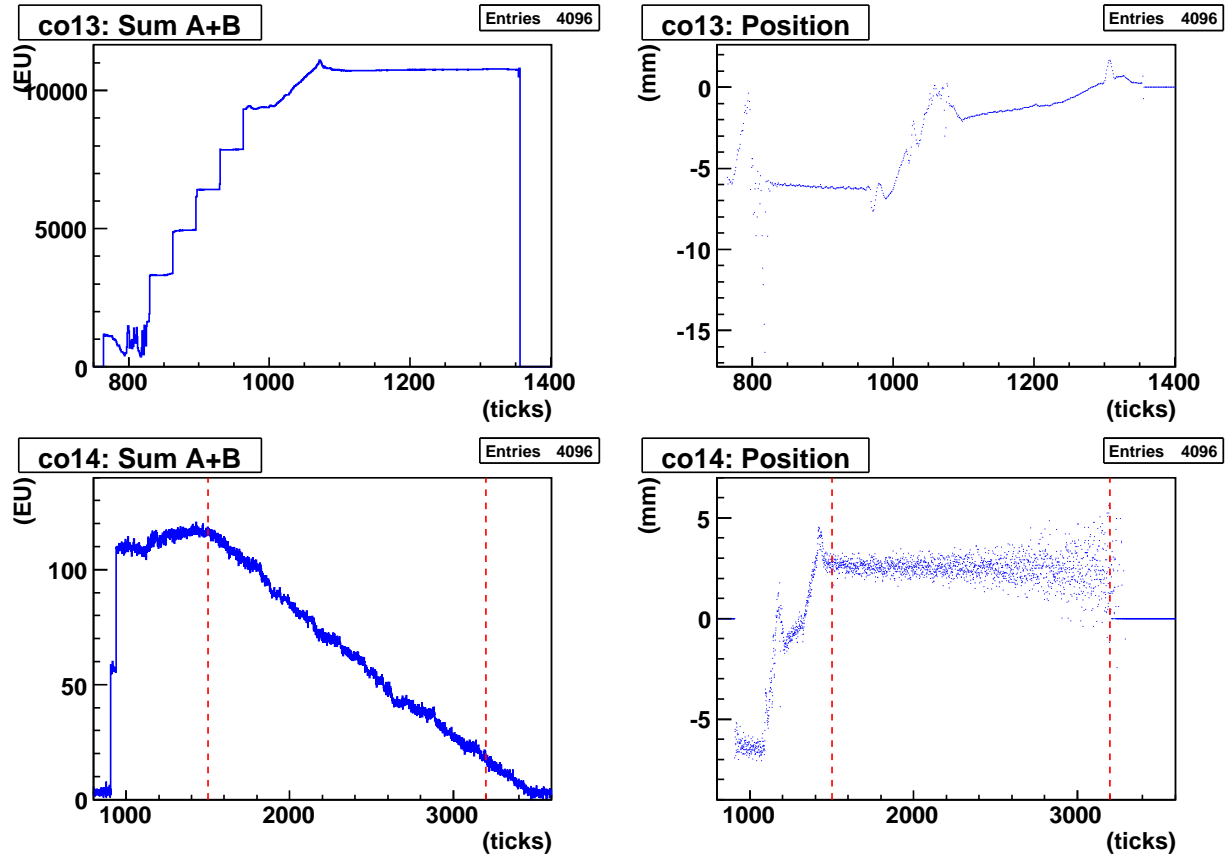 co13: Sum A+B
Entries 4096
(EU)
10000
5000
0
800 1000 1200 1400
(ticks)
co13: Position
Entries 4096
(mm)
0
-5
-10
-15
800 1000 1200 1400
(ticks)
co14: Sum A+B
Entries 4096
(EU)
100
50
0
1000 2000 3000
(ticks)
co14: Position
Entries 4096
(mm)
5
0
-5
1000 2000 3000
(ticks)